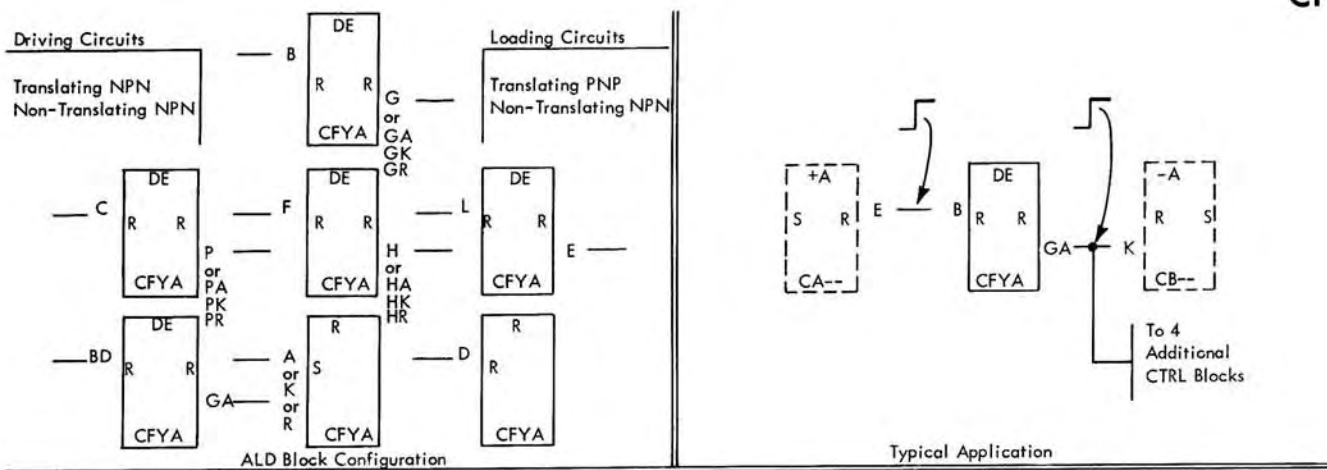 CF
Driving Circuits
Translating NPN
Non-Translating NPN
B
DE
R R
CFYA
G
or
GA
GK
GR
Loading Circuits
Translating PNP
Non-Translating NPN
C
DE
R R
CFYA
P
or
PA
PK
PR
F
DE
R R
CFYA
H
or
HA
HK
HR
L
DE
R R
CFYA
E
BD
DE
R R
CFYA
GA
A
or
K
or
R
R
S
CFYA
D
R
R
CFYA
ALD Block Configuration
+A
S R
CA--
E
B
DE
R R
CFYA
GA
K
-A
R S
CB--
To 4
Additional
CTRL Blocks
Typical Application